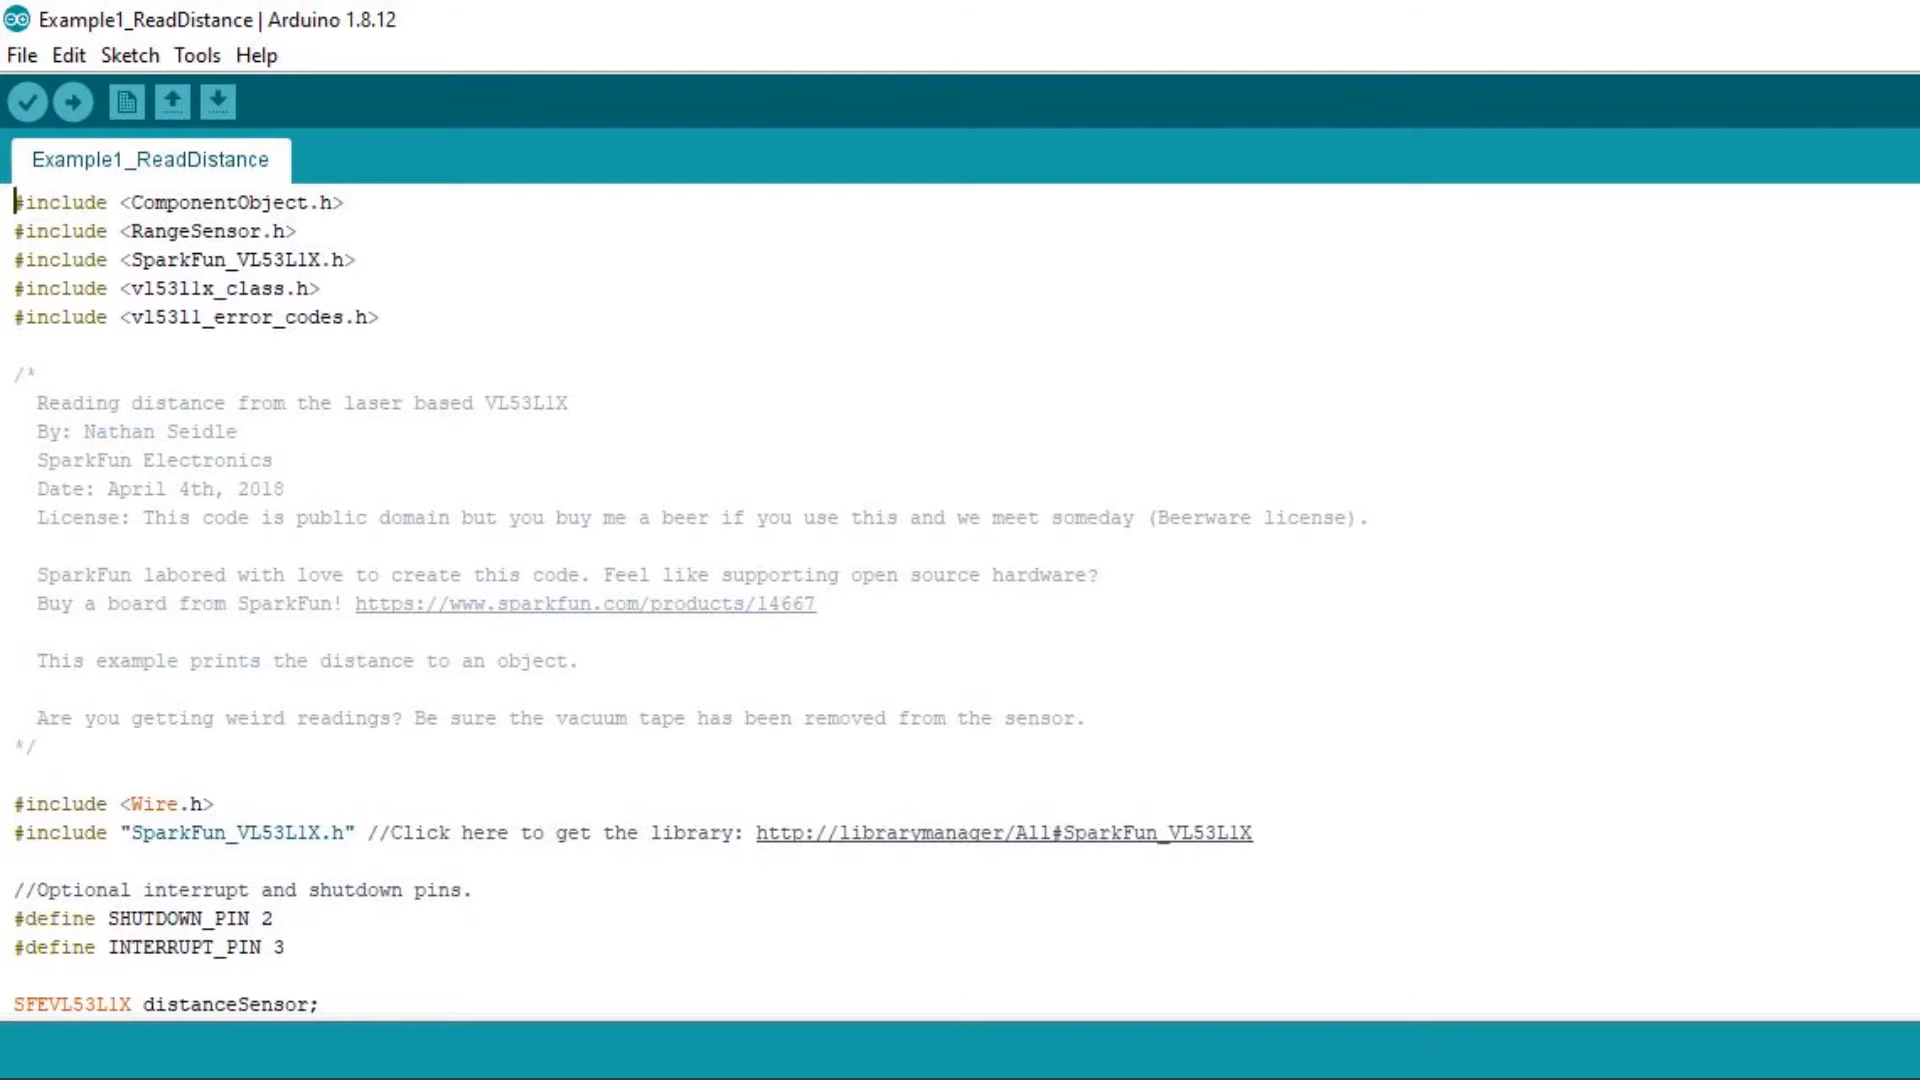 Example1_ReadDistance | Arduino 1.8.12
File Edit Sketch Tools Help
Example1_ReadDistance
#include <ComponentObject.h>
#include <RangeSensor.h>
#include <SparkFun_VL53L1X.h>
#include <vl53l1x_class.h>
#include <vl53l1_error_codes.h>
/*
Reading distance from the laser based VL53L1X
By: Nathan Seidle
SparkFun Electronics
Date: April 4th, 2018
License: This code is public domain but you buy me a beer if you use this and we meet someday (Beerware license).
SparkFun labored with love to create this code. Feel like supporting open source hardware?
Buy a board from SparkFun! https://www.sparkfun.com/products/14667
This example prints the distance to an object.
Are you getting weird readings? Be sure the vacuum tape has been removed from the sensor.
*/
#include <Wire.h>
#include "SparkFun_VL53L1X.h" //Click here to get the library: http://librarymanager/All#SparkFun_VL53L1X
//Optional interrupt and shutdown pins.
#define SHUTDOWN_PIN 2
#define INTERRUPT_PIN 3
SFEVL53L1X distanceSensor;